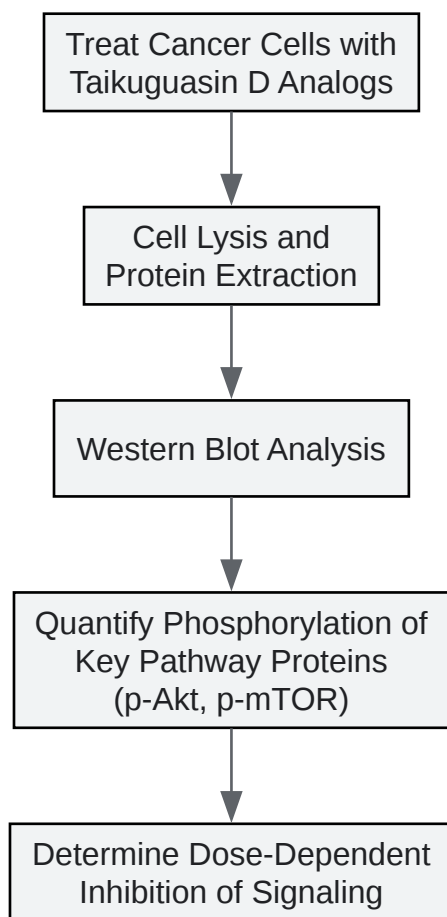 Treat Cancer Cells with
Taikuguasin D Analogs
Cell Lysis and
Protein Extraction
Western Blot Analysis
Quantify Phosphorylation of
Key Pathway Proteins
(p-Akt, p-mTOR)
Determine Dose-Dependent
Inhibition of Signaling